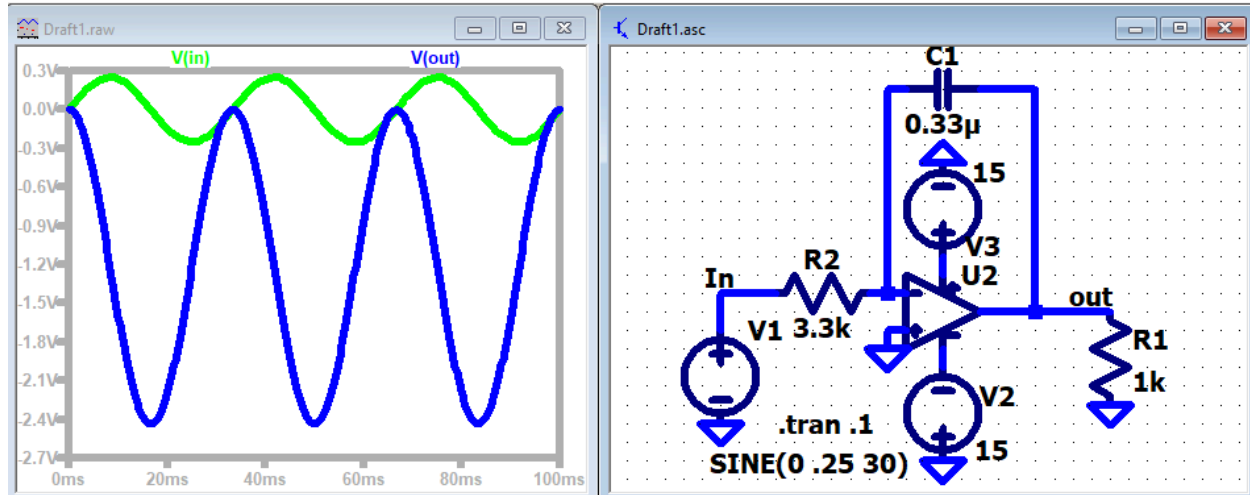 Draft1.raw
V(in) V(out)
0.3V
0.0V
-0.3V
-0.6V
-0.9V
-1.2V
-1.5V
-1.8V
-2.1V
-2.4V
-2.7V
0ms 20ms 40ms 60ms 80ms 100ms
Draft1.asc
C1
0.33µ
15
V3
R2
U2
In
out
V1
3.3k
R1
1k
V2
.tran .1
15
SINE(0 .25 30)